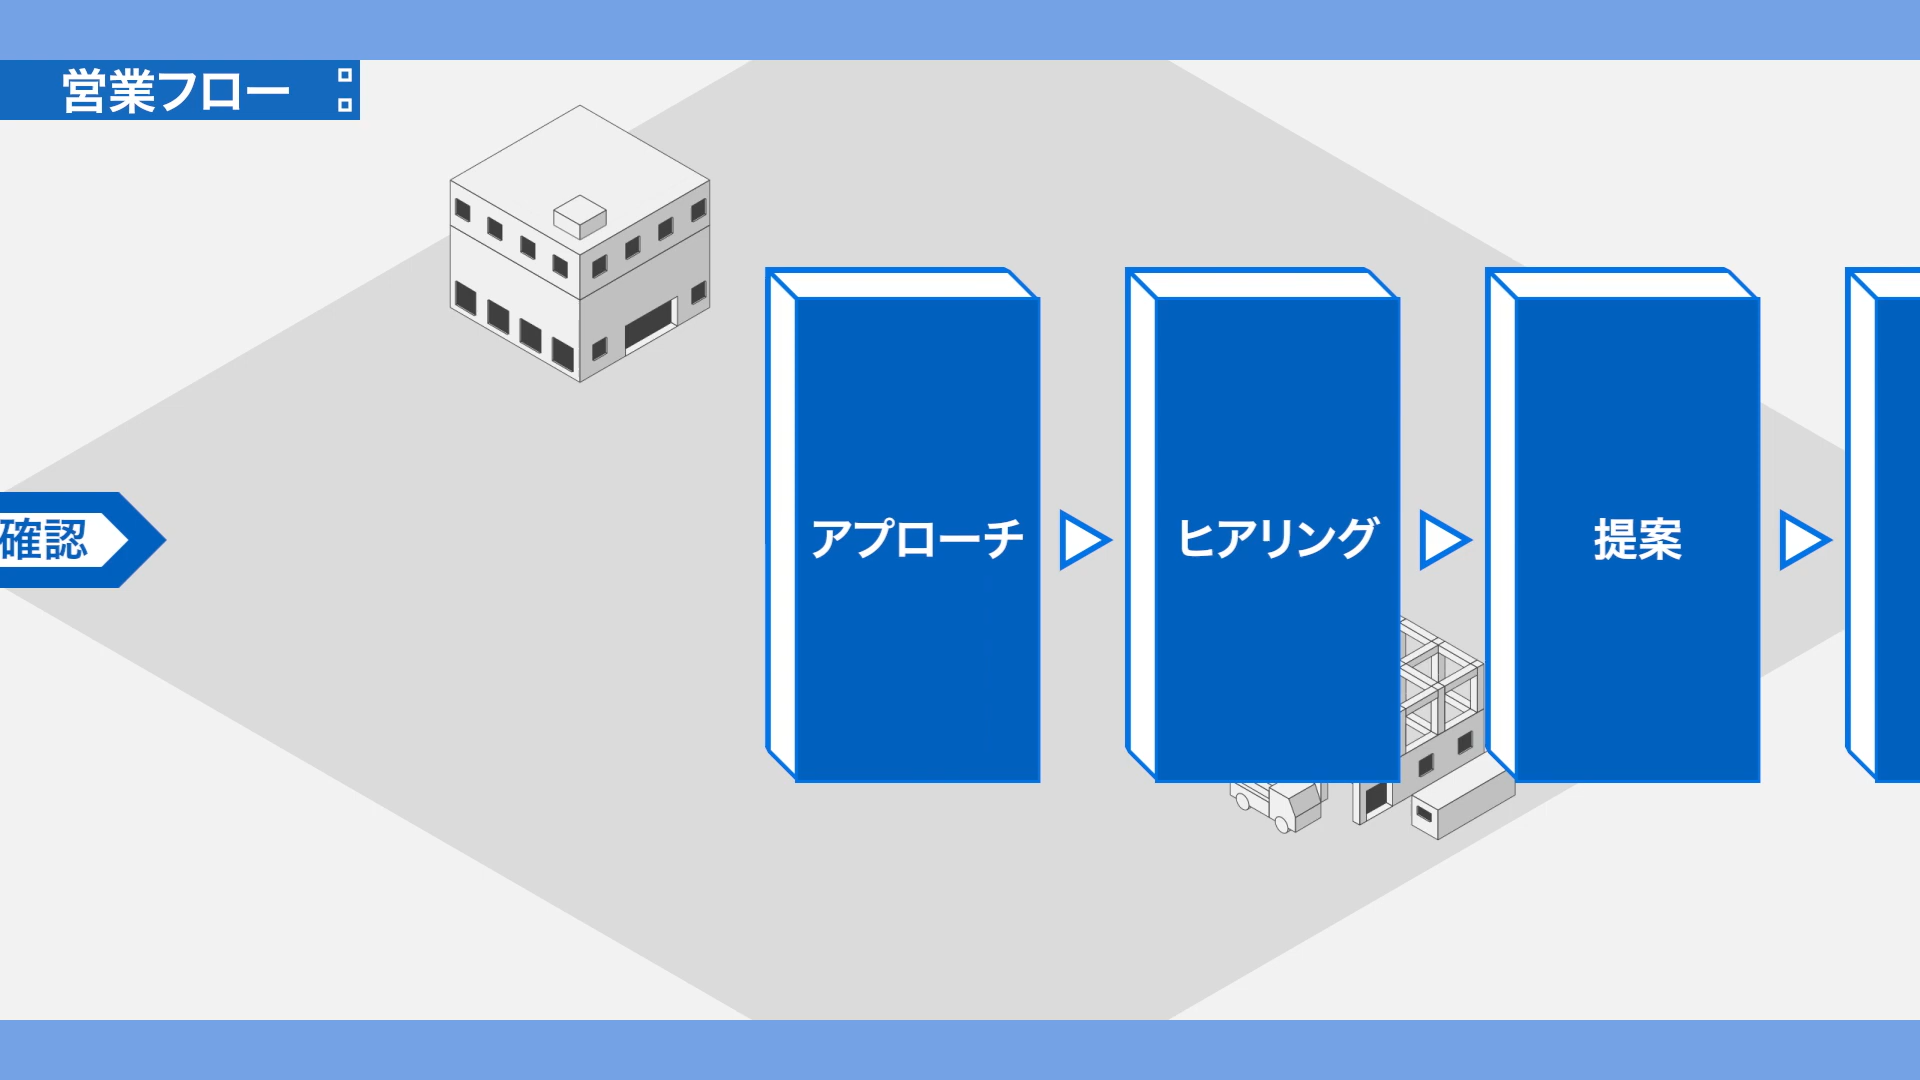 営業フロー
確認
アプローチ
ヒアリング
提案